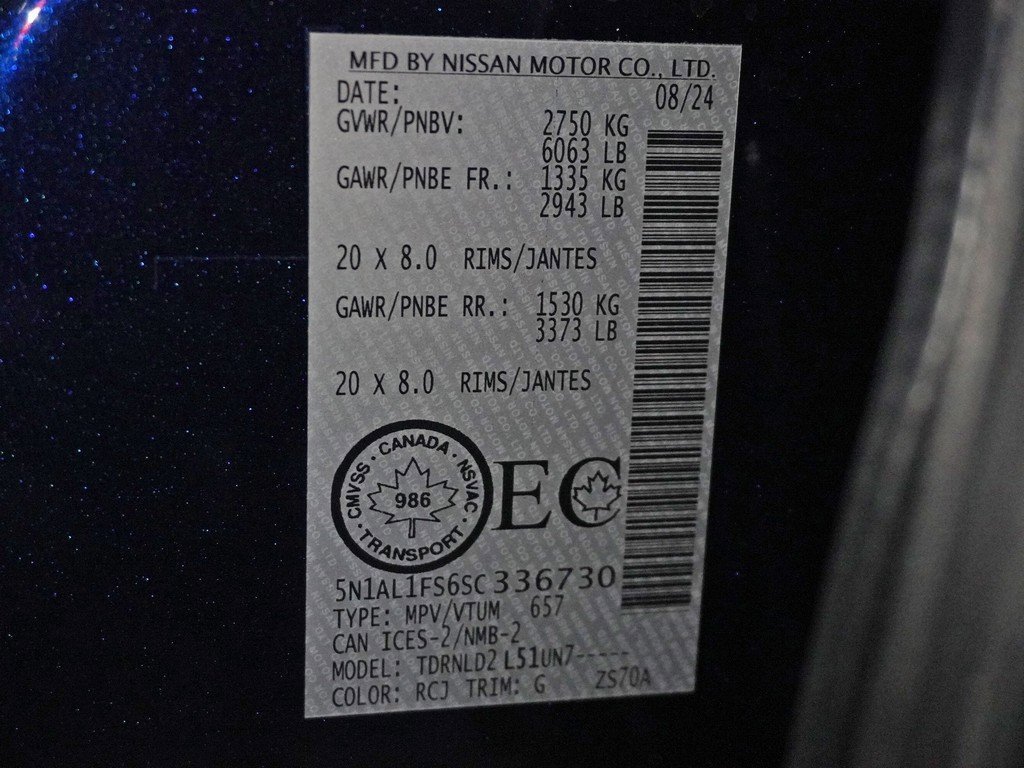 MFD BY NISSAN MOTOR CO., LTD.
DATE: 08/24
GVWR/PNBV: 2750 KG
6063 LB
GAWR/PNBE FR.: 1335 KG
2943 LB
20 X 8.0 RIMS/JANTES
GAWR/PNBE RR.: 1530 KG
3373 LB
20 X 8.0 RIMS/JANTES
CANADA · NSVAC · TRANSPORT · CMVSS ·
986
EC
5N1AL1FS6SC336730
TYPE: MPV/VTUM 657
CAN ICES-2/NMB-2
MODEL: TDRNLD2L51UN7-----
COLOR: RCJ TRIM: G ZS70A